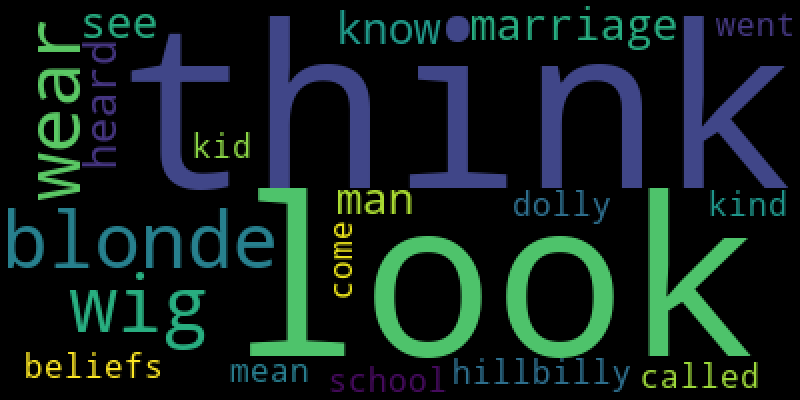 see
know
marriage
went
think
wear
heard
kid
man
dolly
kind
look
blonde
come
wig
beliefs
mean
school
hillbilly
called